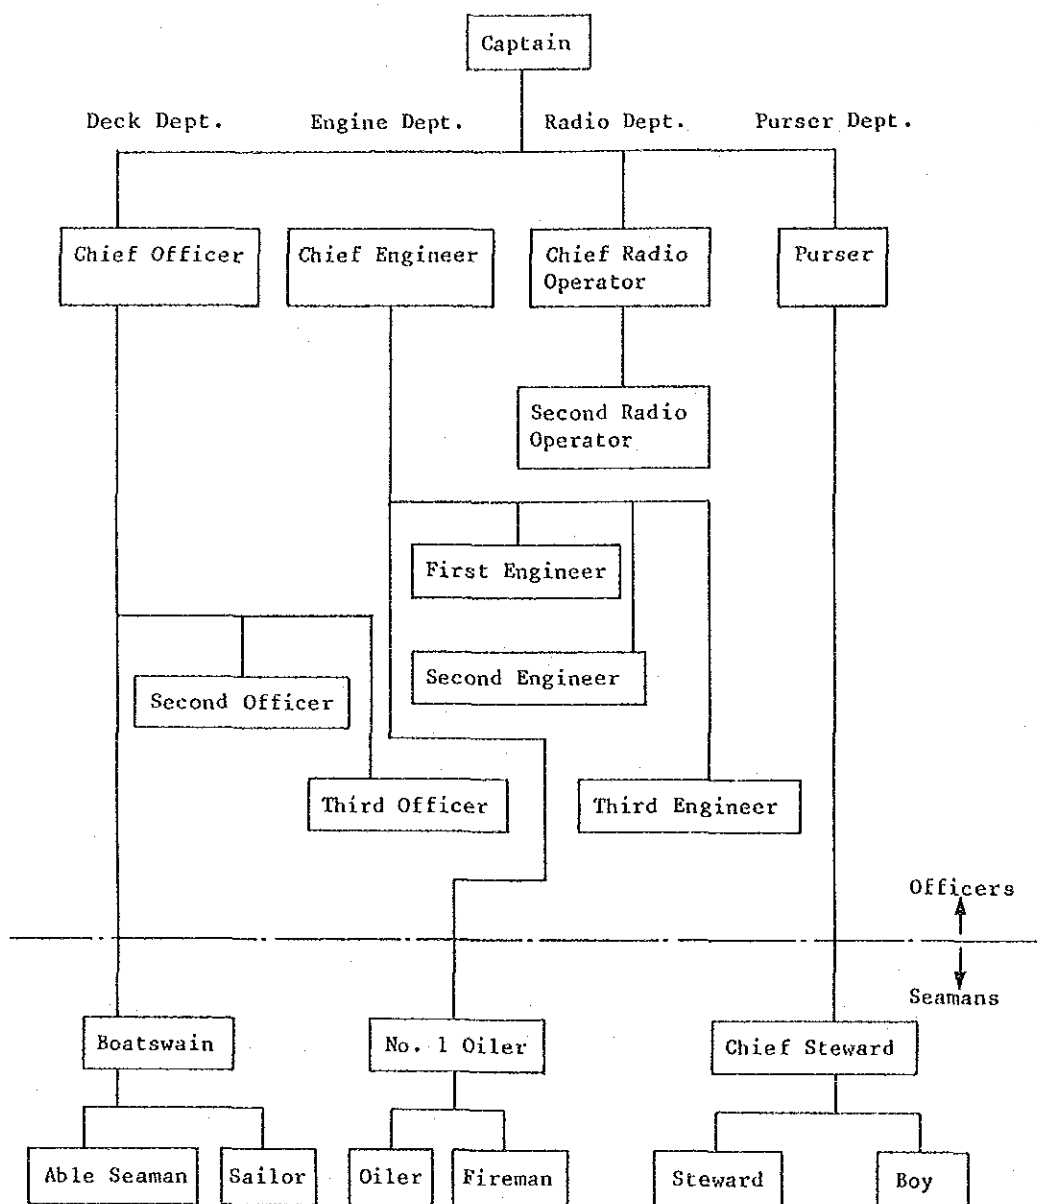 Captain
Deck Dept.
Engine Dept.
Radio Dept.
Purser Dept.
Chief Officer
Chief Engineer
Chief Radio
Operator
Purser
Second Radio
Operator
First Engineer
Second Engineer
Second Officer
Third Officer
Third Engineer
Officers
Seamans
Boatswain
No. 1 Oiler
Chief Steward
Able Seaman
Sailor
Oiler
Fireman
Steward
Boy